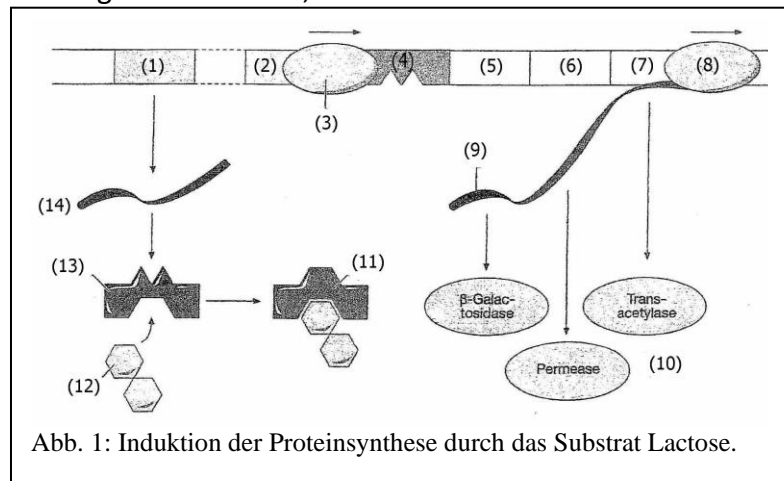 (1)
(2)
(3)
(4)
(5)
(6)
(7)
(8)
(9)
(14)
(13)
(11)
(12)
β-Galac-
tosidase
Trans-
acetylase
Permease
(10)
Abb. 1: Induktion der Proteinsynthese durch das Substrat Lactose.